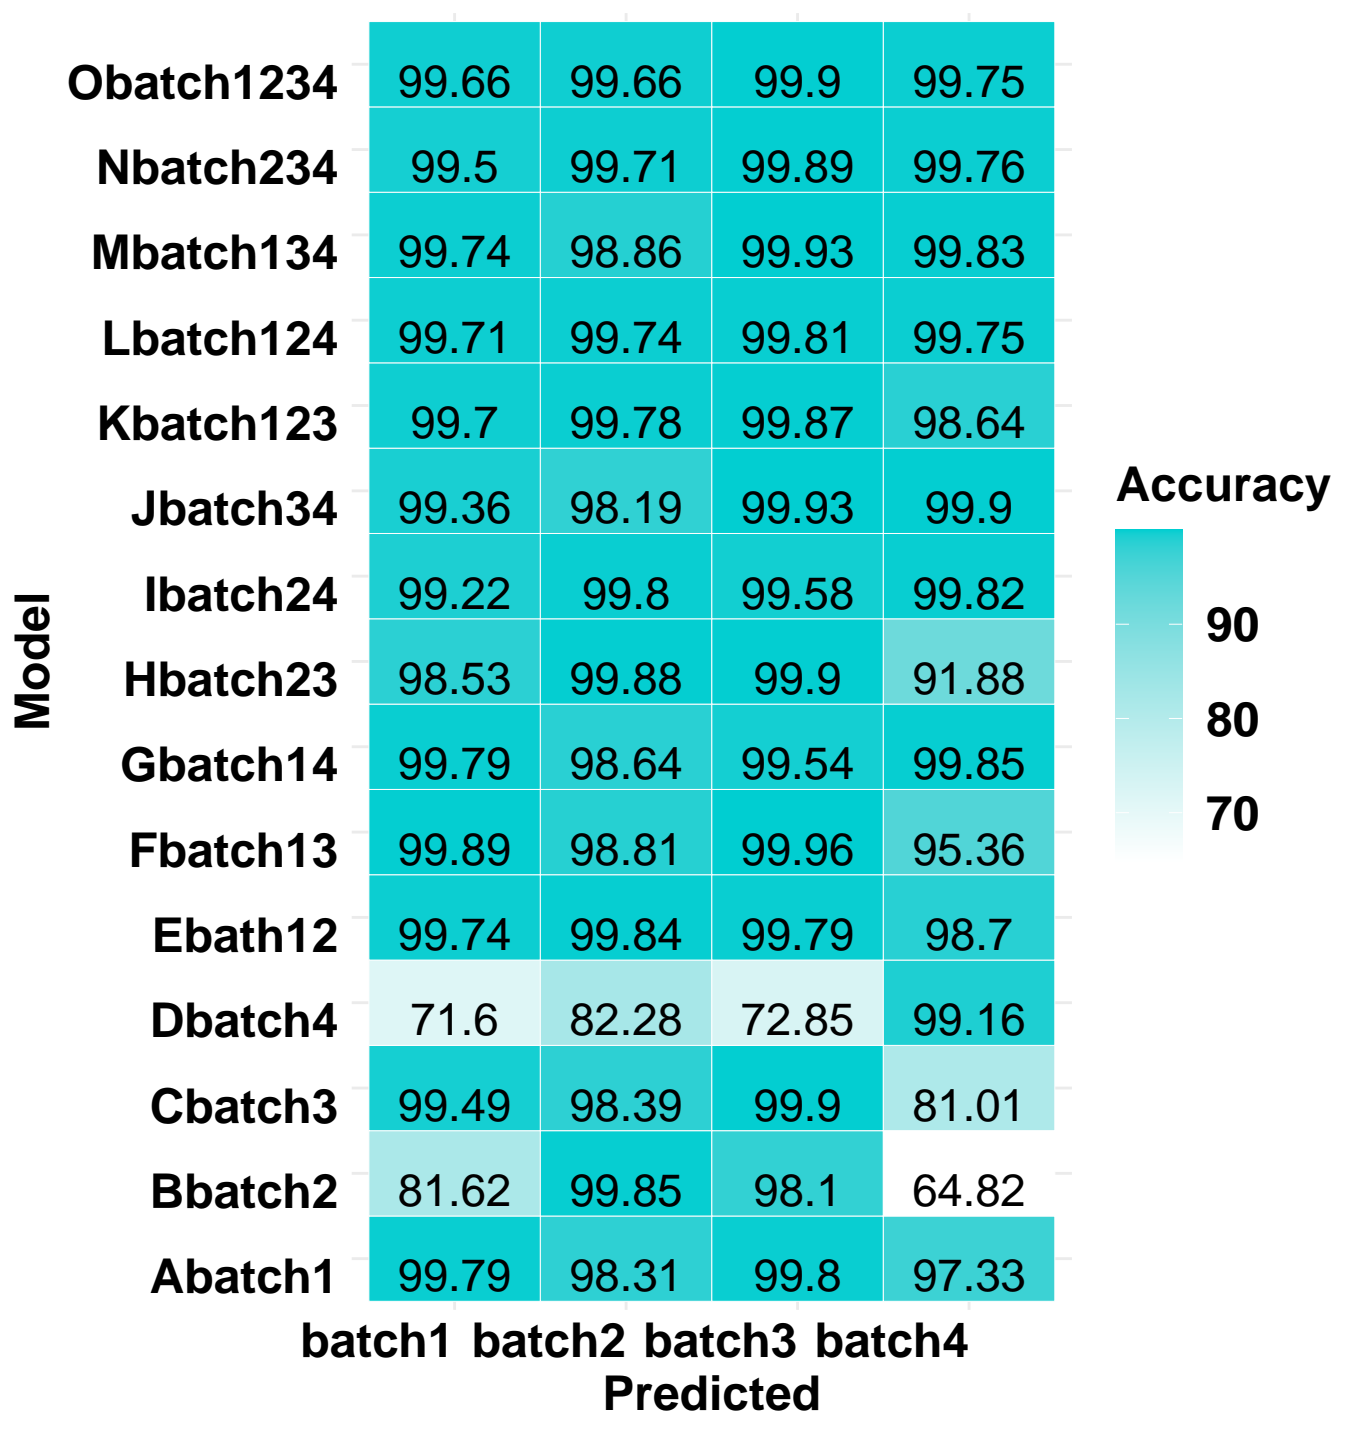 Obatch1234 99.66 99.66 99.9 99.75
Nbatch234 99.5 99.71 99.89 99.76
Mbatch134 99.74 98.86 99.93 99.83
Lbatch124 99.71 99.74 99.81 99.75
Kbatch123 99.7 99.78 99.87 98.64
Jbatch34 99.36 98.19 99.93 99.9
Ibatch24 99.22 99.8 99.58 99.82
Hbatch23 98.53 99.88 99.9 91.88
Gbatch14 99.79 98.64 99.54 99.85
Fbatch13 99.89 98.81 99.96 95.36
Ebath12 99.74 99.84 99.79 98.7
Dbatch4 71.6 82.28 72.85 99.16
Cbatch3 99.49 98.39 99.9 81.01
Bbatch2 81.62 99.85 98.1 64.82
Abatch1 99.79 98.31 99.8 97.33
batch1 batch2 batch3 batch4
Predicted
Model
Accuracy
90
80
70